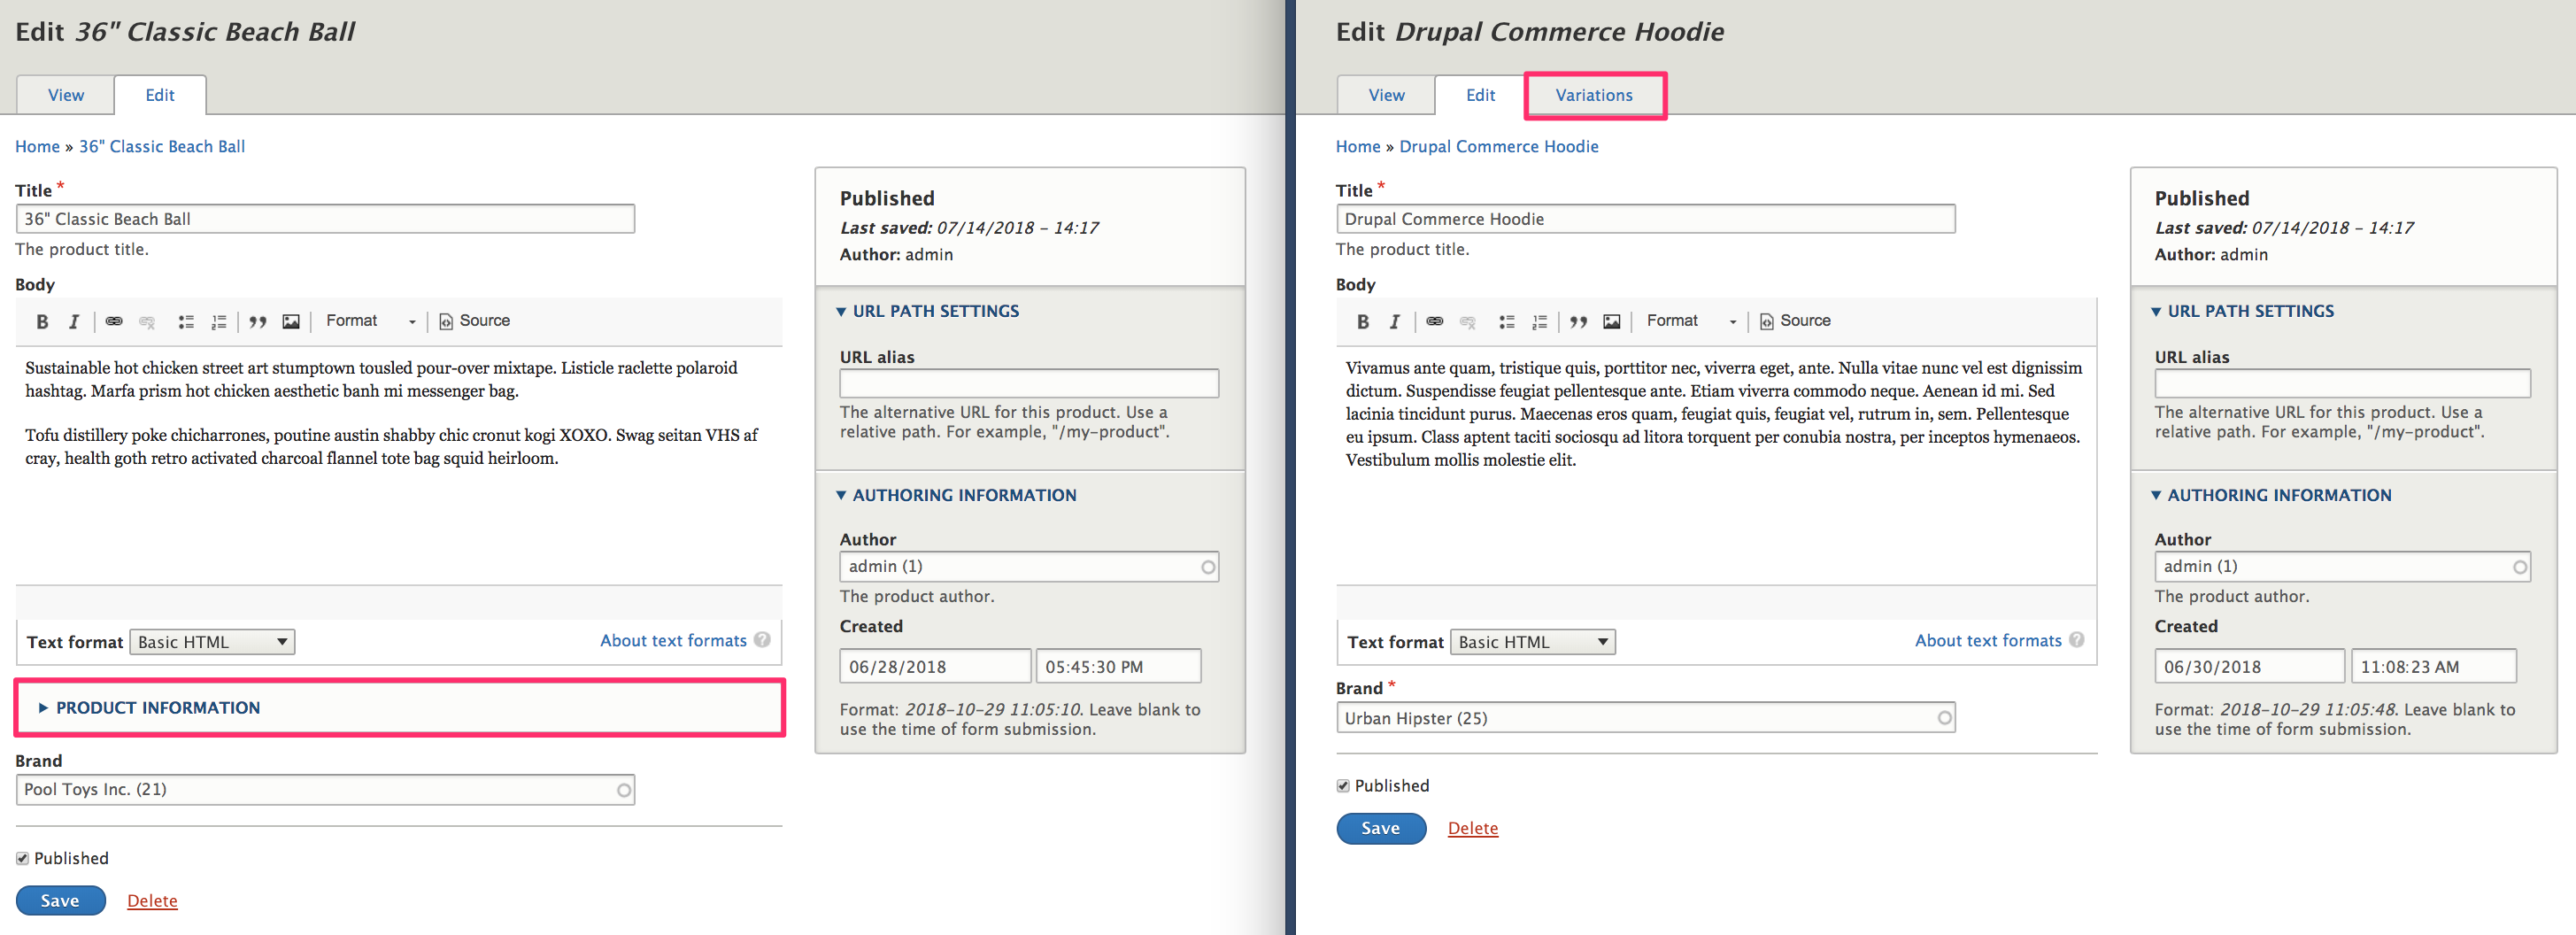 Edit 36" Classic Beach Ball
View
Edit
Home » 36" Classic Beach Ball
Title *
36" Classic Beach Ball
The product title.
Body
B I Format Source
Sustainable hot chicken street art stumptown tousled pour-over mixtape. Listicle raclette polaroid
hashtag. Marfa prism hot chicken aesthetic banh mi messenger bag.
Tofu distillery poke chicharrones, poutine austin shabby chic cronut kogi XOXO. Swag seitan VHS af
cray, health goth retro activated charcoal flannel tote bag squid heirloom.
Text format Basic HTML About text formats ?
PRODUCT INFORMATION
Brand
Pool Toys Inc. (21)
Published
Save Delete
Published
Last saved: 07/14/2018 – 14:17
Author: admin
URL PATH SETTINGS
URL alias
The alternative URL for this product. Use a
relative path. For example, "/my-product".
AUTHORING INFORMATION
Author
admin (1)
The product author.
Created
06/28/2018 05:45:30 PM
Format: 2018-10-29 11:05:10. Leave blank to
use the time of form submission.
Edit Drupal Commerce Hoodie
View
Edit
Variations
Home » Drupal Commerce Hoodie
Title *
Drupal Commerce Hoodie
The product title.
Body
B I Format Source
Vivamus ante quam, tristique quis, porttitor nec, viverra eget, ante. Nulla vitae nunc vel est dignissim
dictum. Suspendisse feugiat pellentesque ante. Etiam viverra commodo neque. Aenean id mi. Sed
lacinia tincidunt purus. Maecenas eros quam, feugiat quis, feugiat vel, rutrum in, sem. Pellentesque
eu ipsum. Class aptent taciti sociosqu ad litora torquent per conubia nostra, per inceptos hymenaeos.
Vestibulum mollis molestie elit.
Text format Basic HTML About text formats ?
Brand *
Urban Hipster (25)
Published
Save Delete
Published
Last saved: 07/14/2018 – 14:17
Author: admin
URL PATH SETTINGS
URL alias
The alternative URL for this product. Use a
relative path. For example, "/my-product".
AUTHORING INFORMATION
Author
admin (1)
The product author.
Created
06/30/2018 11:08:23 AM
Format: 2018-10-29 11:05:48. Leave blank to
use the time of form submission.